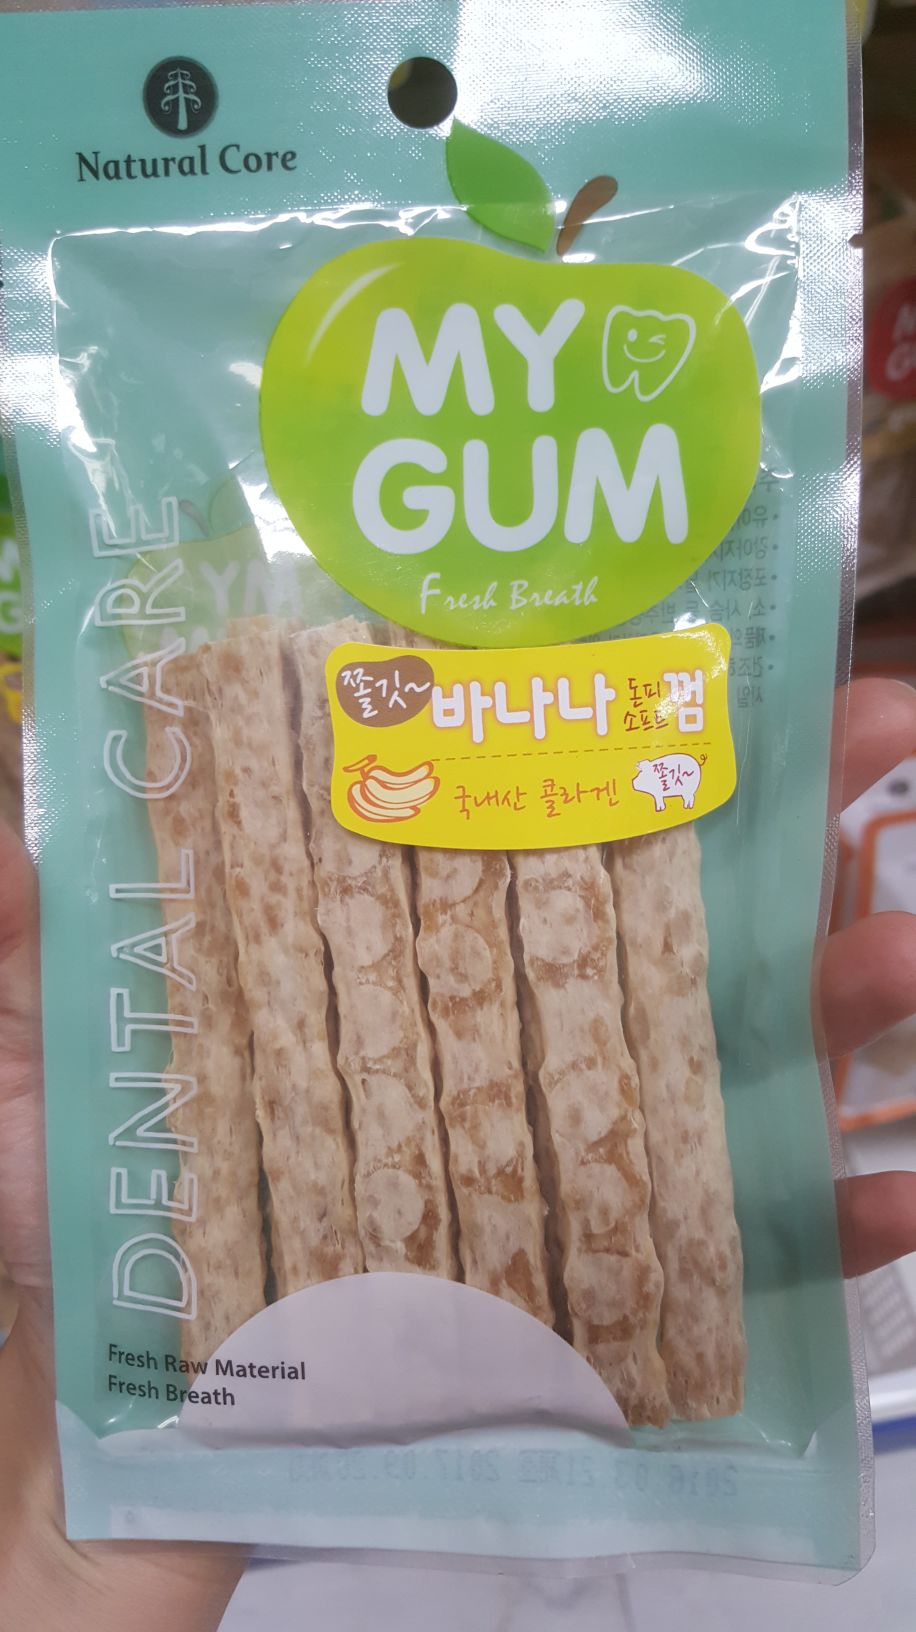 Natural Core
MY
GUM
Fresh Breath
쫄깃~
바나나 돈피 소프트 껌
국내산 콜라겐
쫄깃~
DENTAL CARE
Fresh Raw Material
Fresh Breath